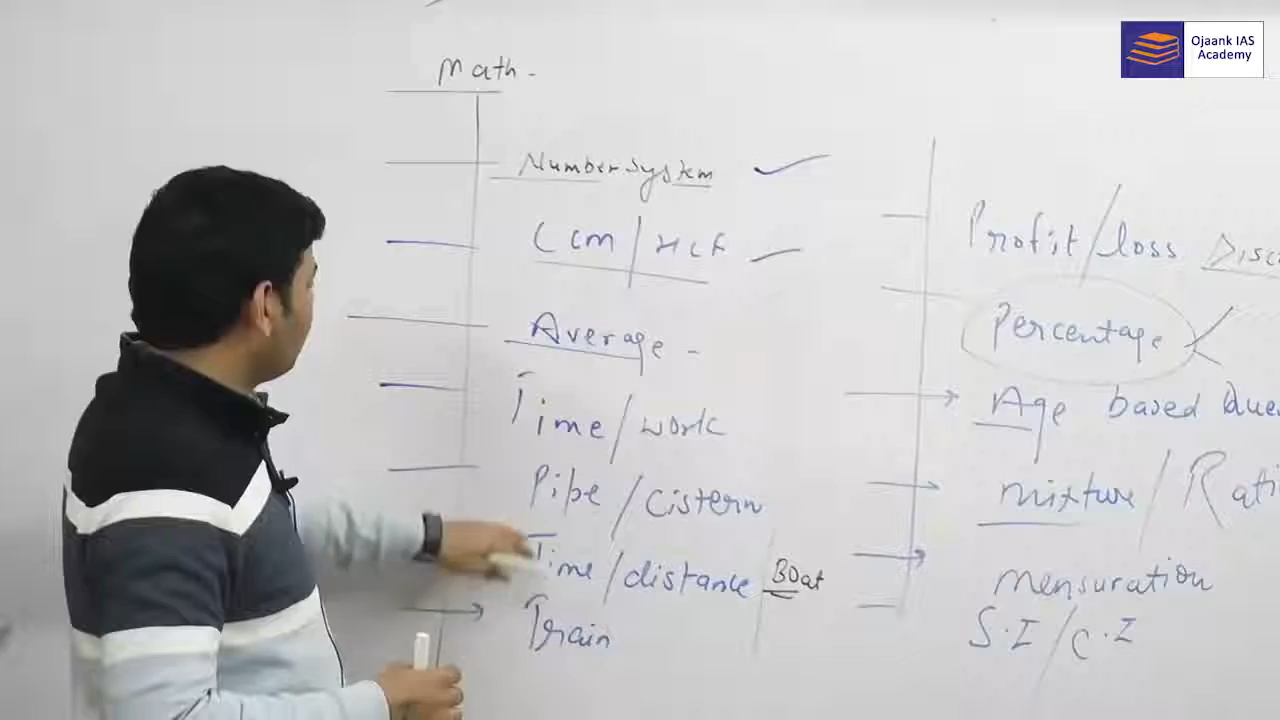 Ojaank IAS
Academy
Math -
Number System
LCM / HCF
Average -
Time / work
Pipe / Cistern
Time / distance / Boat
Train
Profit / loss
Percentage
Age based
mixture /
mensuration
S.I / C.I